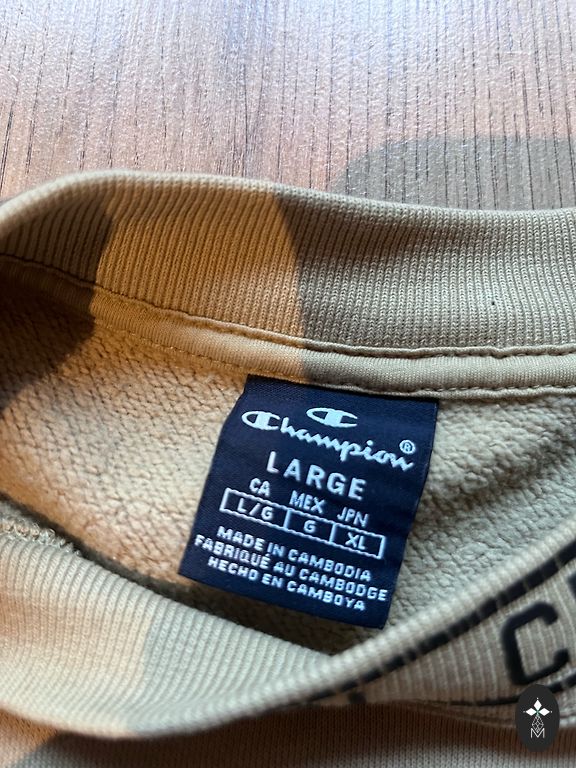 Champion®
LARGE
CA MEX JPN
L/G G XL
MADE IN CAMBODIA
FABRIQUÉ AU CAMBODGE
HECHO EN CAMBOYA
C
M